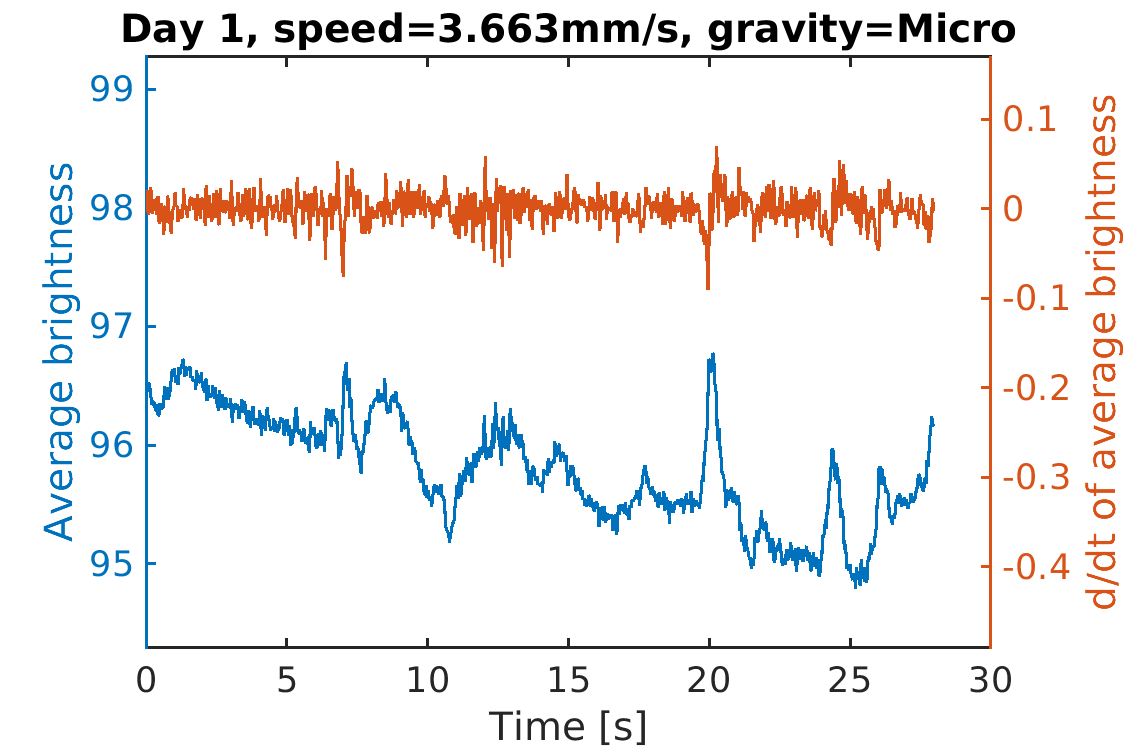 Day 1, speed=3.663mm/s, gravity=Micro
Average brightness
99
98
97
96
95
0.1
0
-0.1
-0.2
-0.3
-0.4
d/dt of average brightness
0 5 10 15 20 25 30
Time [s]